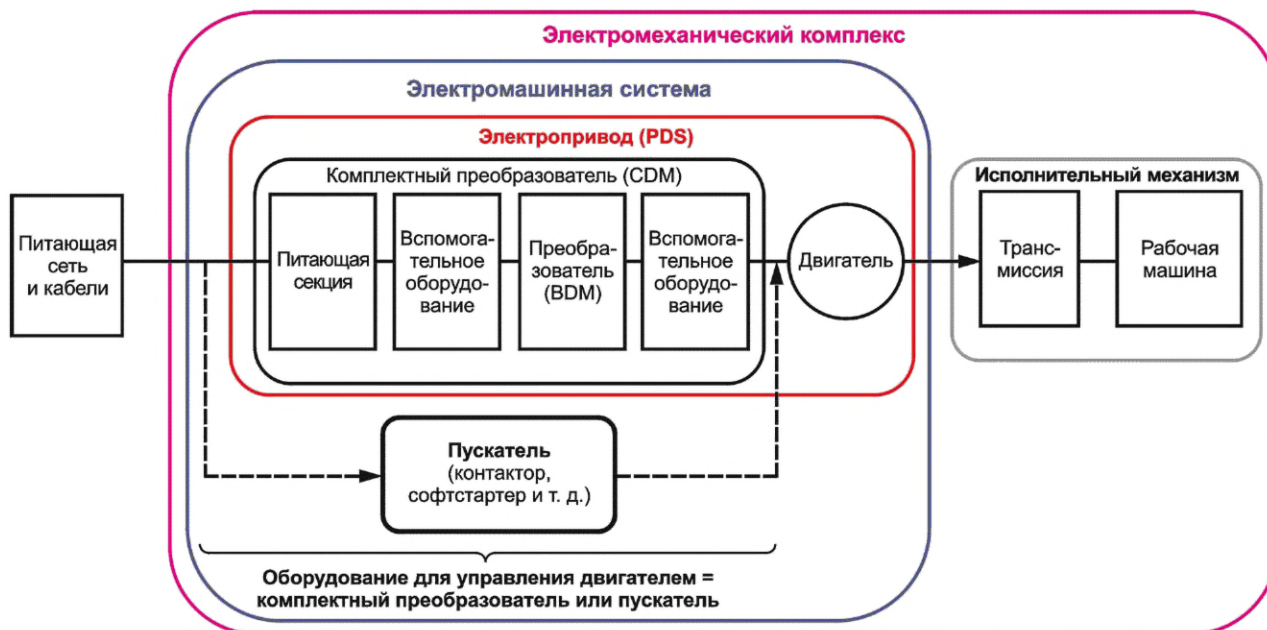 Электромеханический комплекс
Электромашинная система
Электропривод (PDS)
Комплектный преобразователь (CDM)
Исполнительный механизм
Питающая
сеть
и кабели
Питающая
секция
Вспомога-
тельное
оборудо-
вание
Преобра-
зователь
(BDM)
Вспомога-
тельное
оборудо-
вание
Двигатель
Транс-
миссия
Рабочая
машина
Пускатель
(контактор,
софтстартер и т. д.)
Оборудование для управления двигателем =
комплектный преобразователь или пускатель